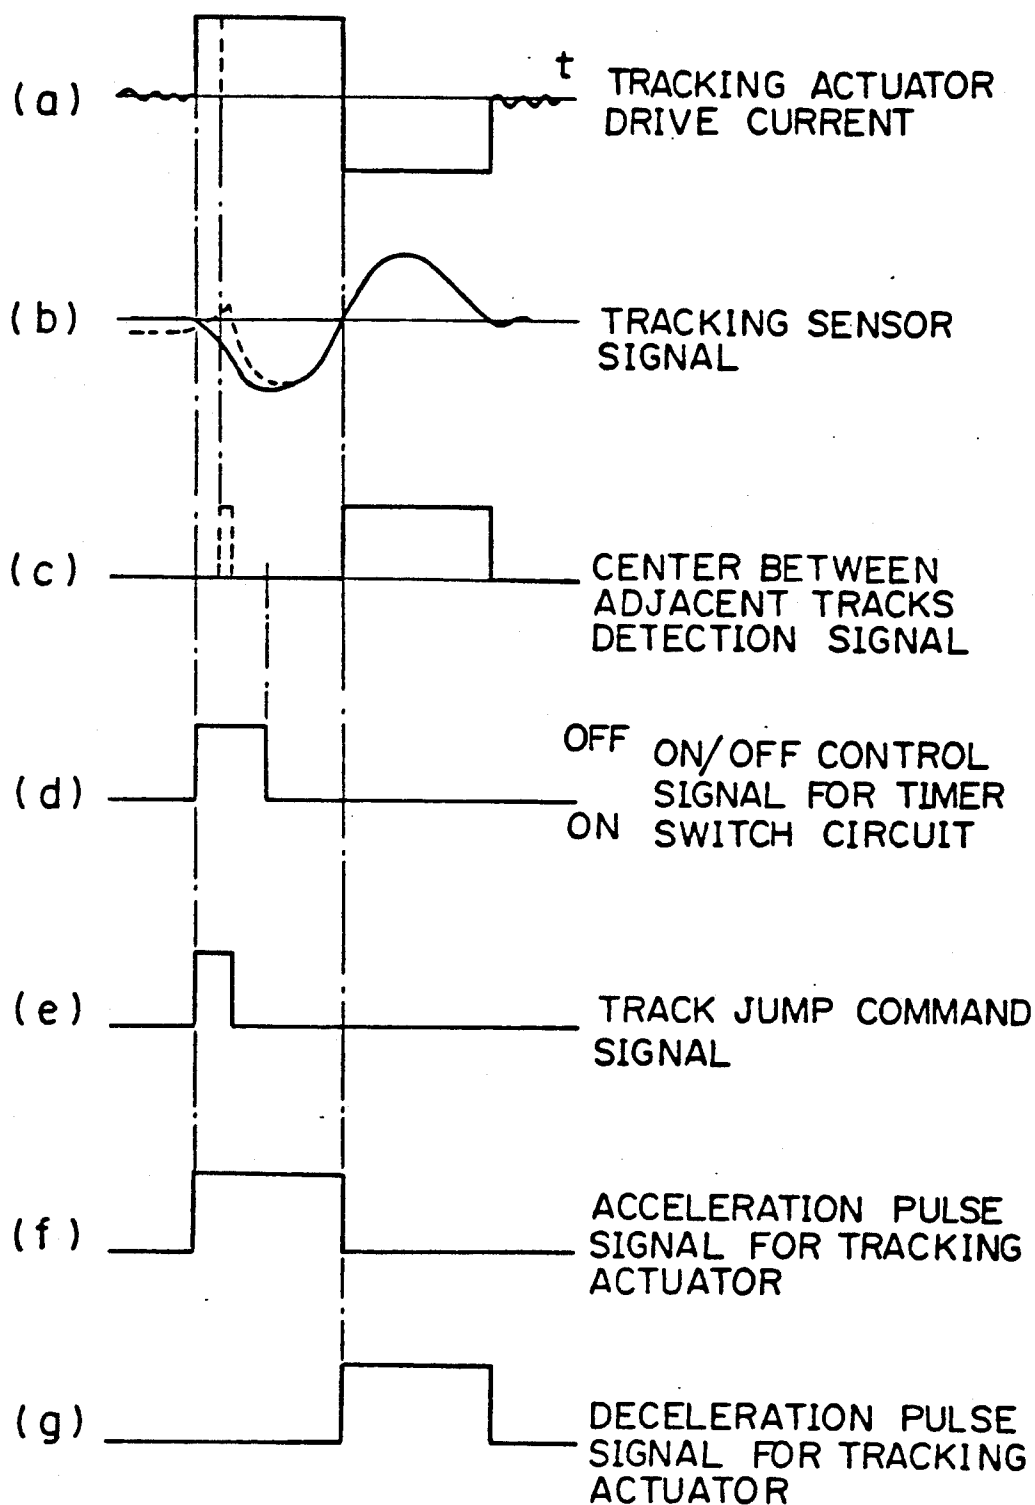 t
(a) TRACKING ACTUATOR
DRIVE CURRENT
(b) TRACKING SENSOR
SIGNAL
(c) CENTER BETWEEN
ADJACENT TRACKS
DETECTION SIGNAL
OFF ON/OFF CONTROL
(d) SIGNAL FOR TIMER
ON SWITCH CIRCUIT
(e) TRACK JUMP COMMAND
SIGNAL
(f) ACCELERATION PULSE
SIGNAL FOR TRACKING
ACTUATOR
(g) DECELERATION PULSE
SIGNAL FOR TRACKING
ACTUATOR